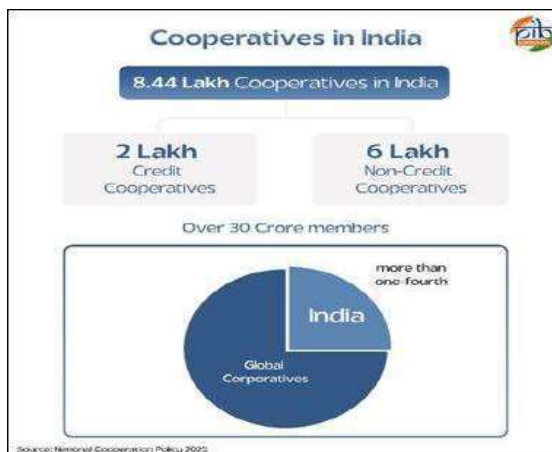 Cooperatives in India
pib
8.44 Lakh Cooperatives in India
2 Lakh
Credit
Cooperatives
6 Lakh
Non-Credit
Cooperatives
Over 30 Crore members
more than
one-fourth
India
Global
Corporatives
Source: National Cooperation Policy 2025